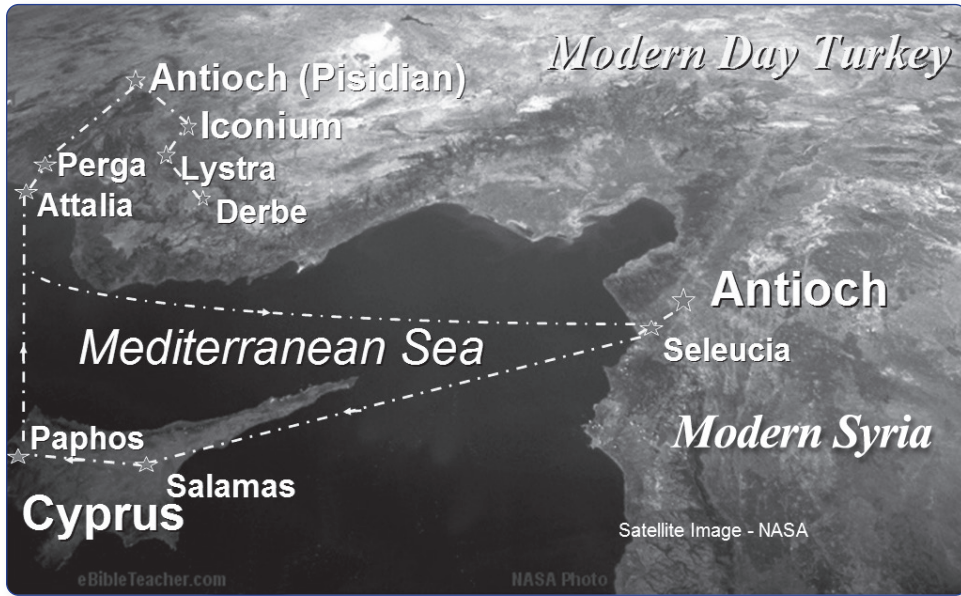 Modern Day Turkey
Antioch (Pisidian)
Iconium
Perga
Lystra
Attalia
Derbe
Antioch
Mediterranean Sea
Seleucia
Paphos
Modern Syria
Salamas
Cyprus
Satellite Image - NASA
eBibleTeacher.com
NASA Photo